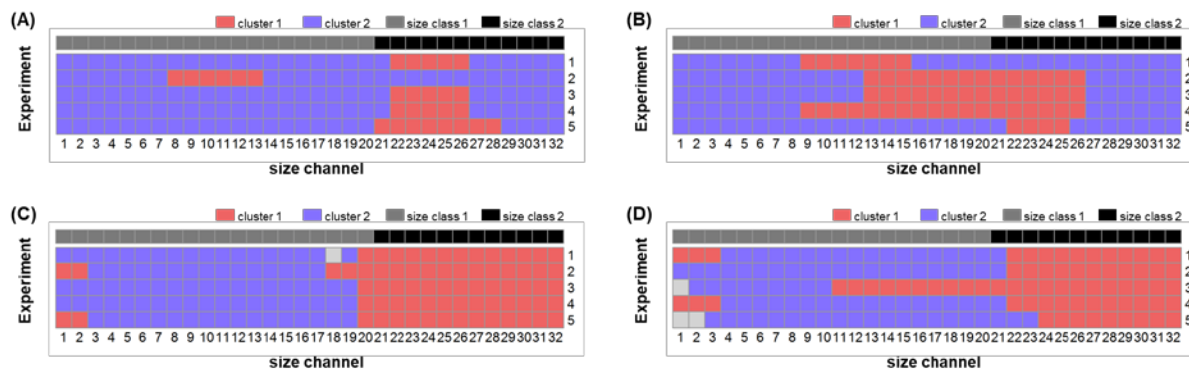 (A) cluster 1 cluster 2 size class 1 size class 2
Experiment
1
2
3
4
5
1 2 3 4 5 6 7 8 9 10 11 12 13 14 15 16 17 18 19 20 21 22 23 24 25 26 27 28 29 30 31 32
size channel
(B) cluster 1 cluster 2 size class 1 size class 2
Experiment
1
2
3
4
5
1 2 3 4 5 6 7 8 9 10 11 12 13 14 15 16 17 18 19 20 21 22 23 24 25 26 27 28 29 30 31 32
size channel
(C) cluster 1 cluster 2 size class 1 size class 2
Experiment
1
2
3
4
5
1 2 3 4 5 6 7 8 9 10 11 12 13 14 15 16 17 18 19 20 21 22 23 24 25 26 27 28 29 30 31 32
size channel
(D) cluster 1 cluster 2 size class 1 size class 2
Experiment
1
2
3
4
5
1 2 3 4 5 6 7 8 9 10 11 12 13 14 15 16 17 18 19 20 21 22 23 24 25 26 27 28 29 30 31 32
size channel